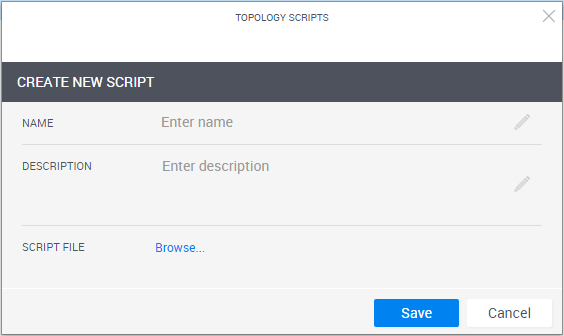 TOPOLOGY SCRIPTS
CREATE NEW SCRIPT
NAME Enter name
DESCRIPTION Enter description
SCRIPT FILE Browse...
Save Cancel